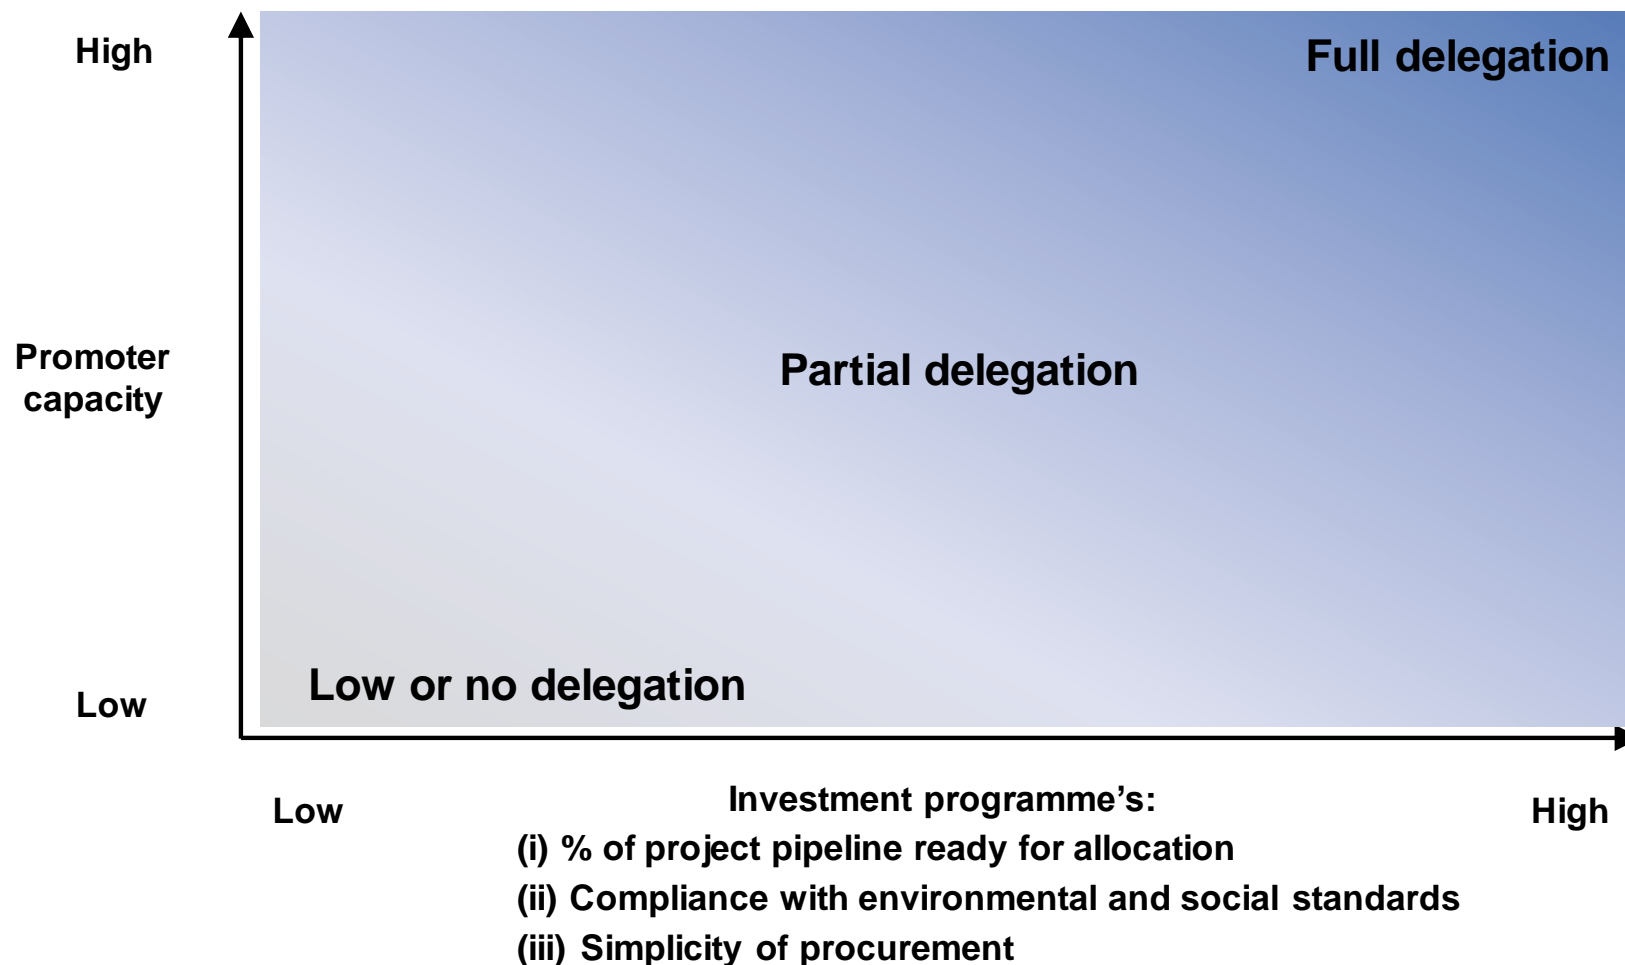 High
Full delegation
Promoter
capacity
Partial delegation
Low or no delegation
Low
Low
Investment programme’s:
High
(i) % of project pipeline ready for allocation
(ii) Compliance with environmental and social standards
(iii) Simplicity of procurement